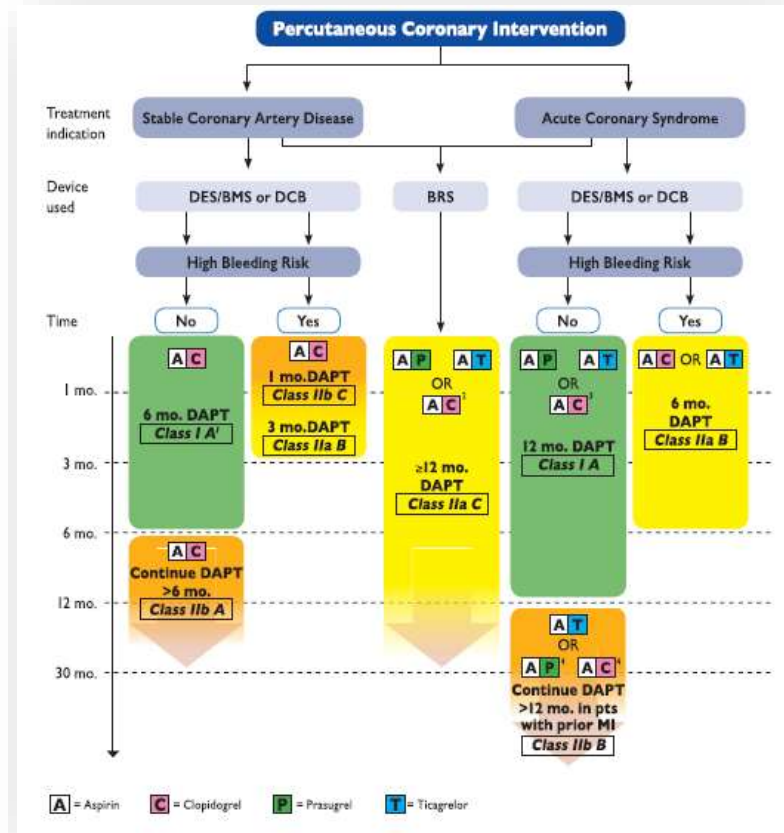 Percutaneous Coronary Intervention
Treatment
indication
Stable Coronary Artery Disease
Acute Coronary Syndrome
Device
used
DES/BMS or DCB
BRS
DES/BMS or DCB
High Bleeding Risk
High Bleeding Risk
Time
No
Yes
No
Yes
A C
6 mo. DAPT
Class I A¹
A C
Continue DAPT
>6 mo.
Class IIb A
A C
1 mo.DAPT
Class IIb C
3 mo.DAPT
Class IIa B
A P A T
OR
A C
≥12 mo.
DAPT
Class IIa C
A P A T
OR
A C³
12 mo. DAPT
Class I A
A T
OR
A P⁴ A C⁴
Continue DAPT
>12 mo. in pts
with prior MI
Class IIb B
A C OR A T
6 mo.
DAPT
Class IIa B
1 mo.
3 mo.
6 mo.
12 mo.
30 mo.
A = Aspirin C = Clopidogrel P = Prasugrel T = Ticagrelor